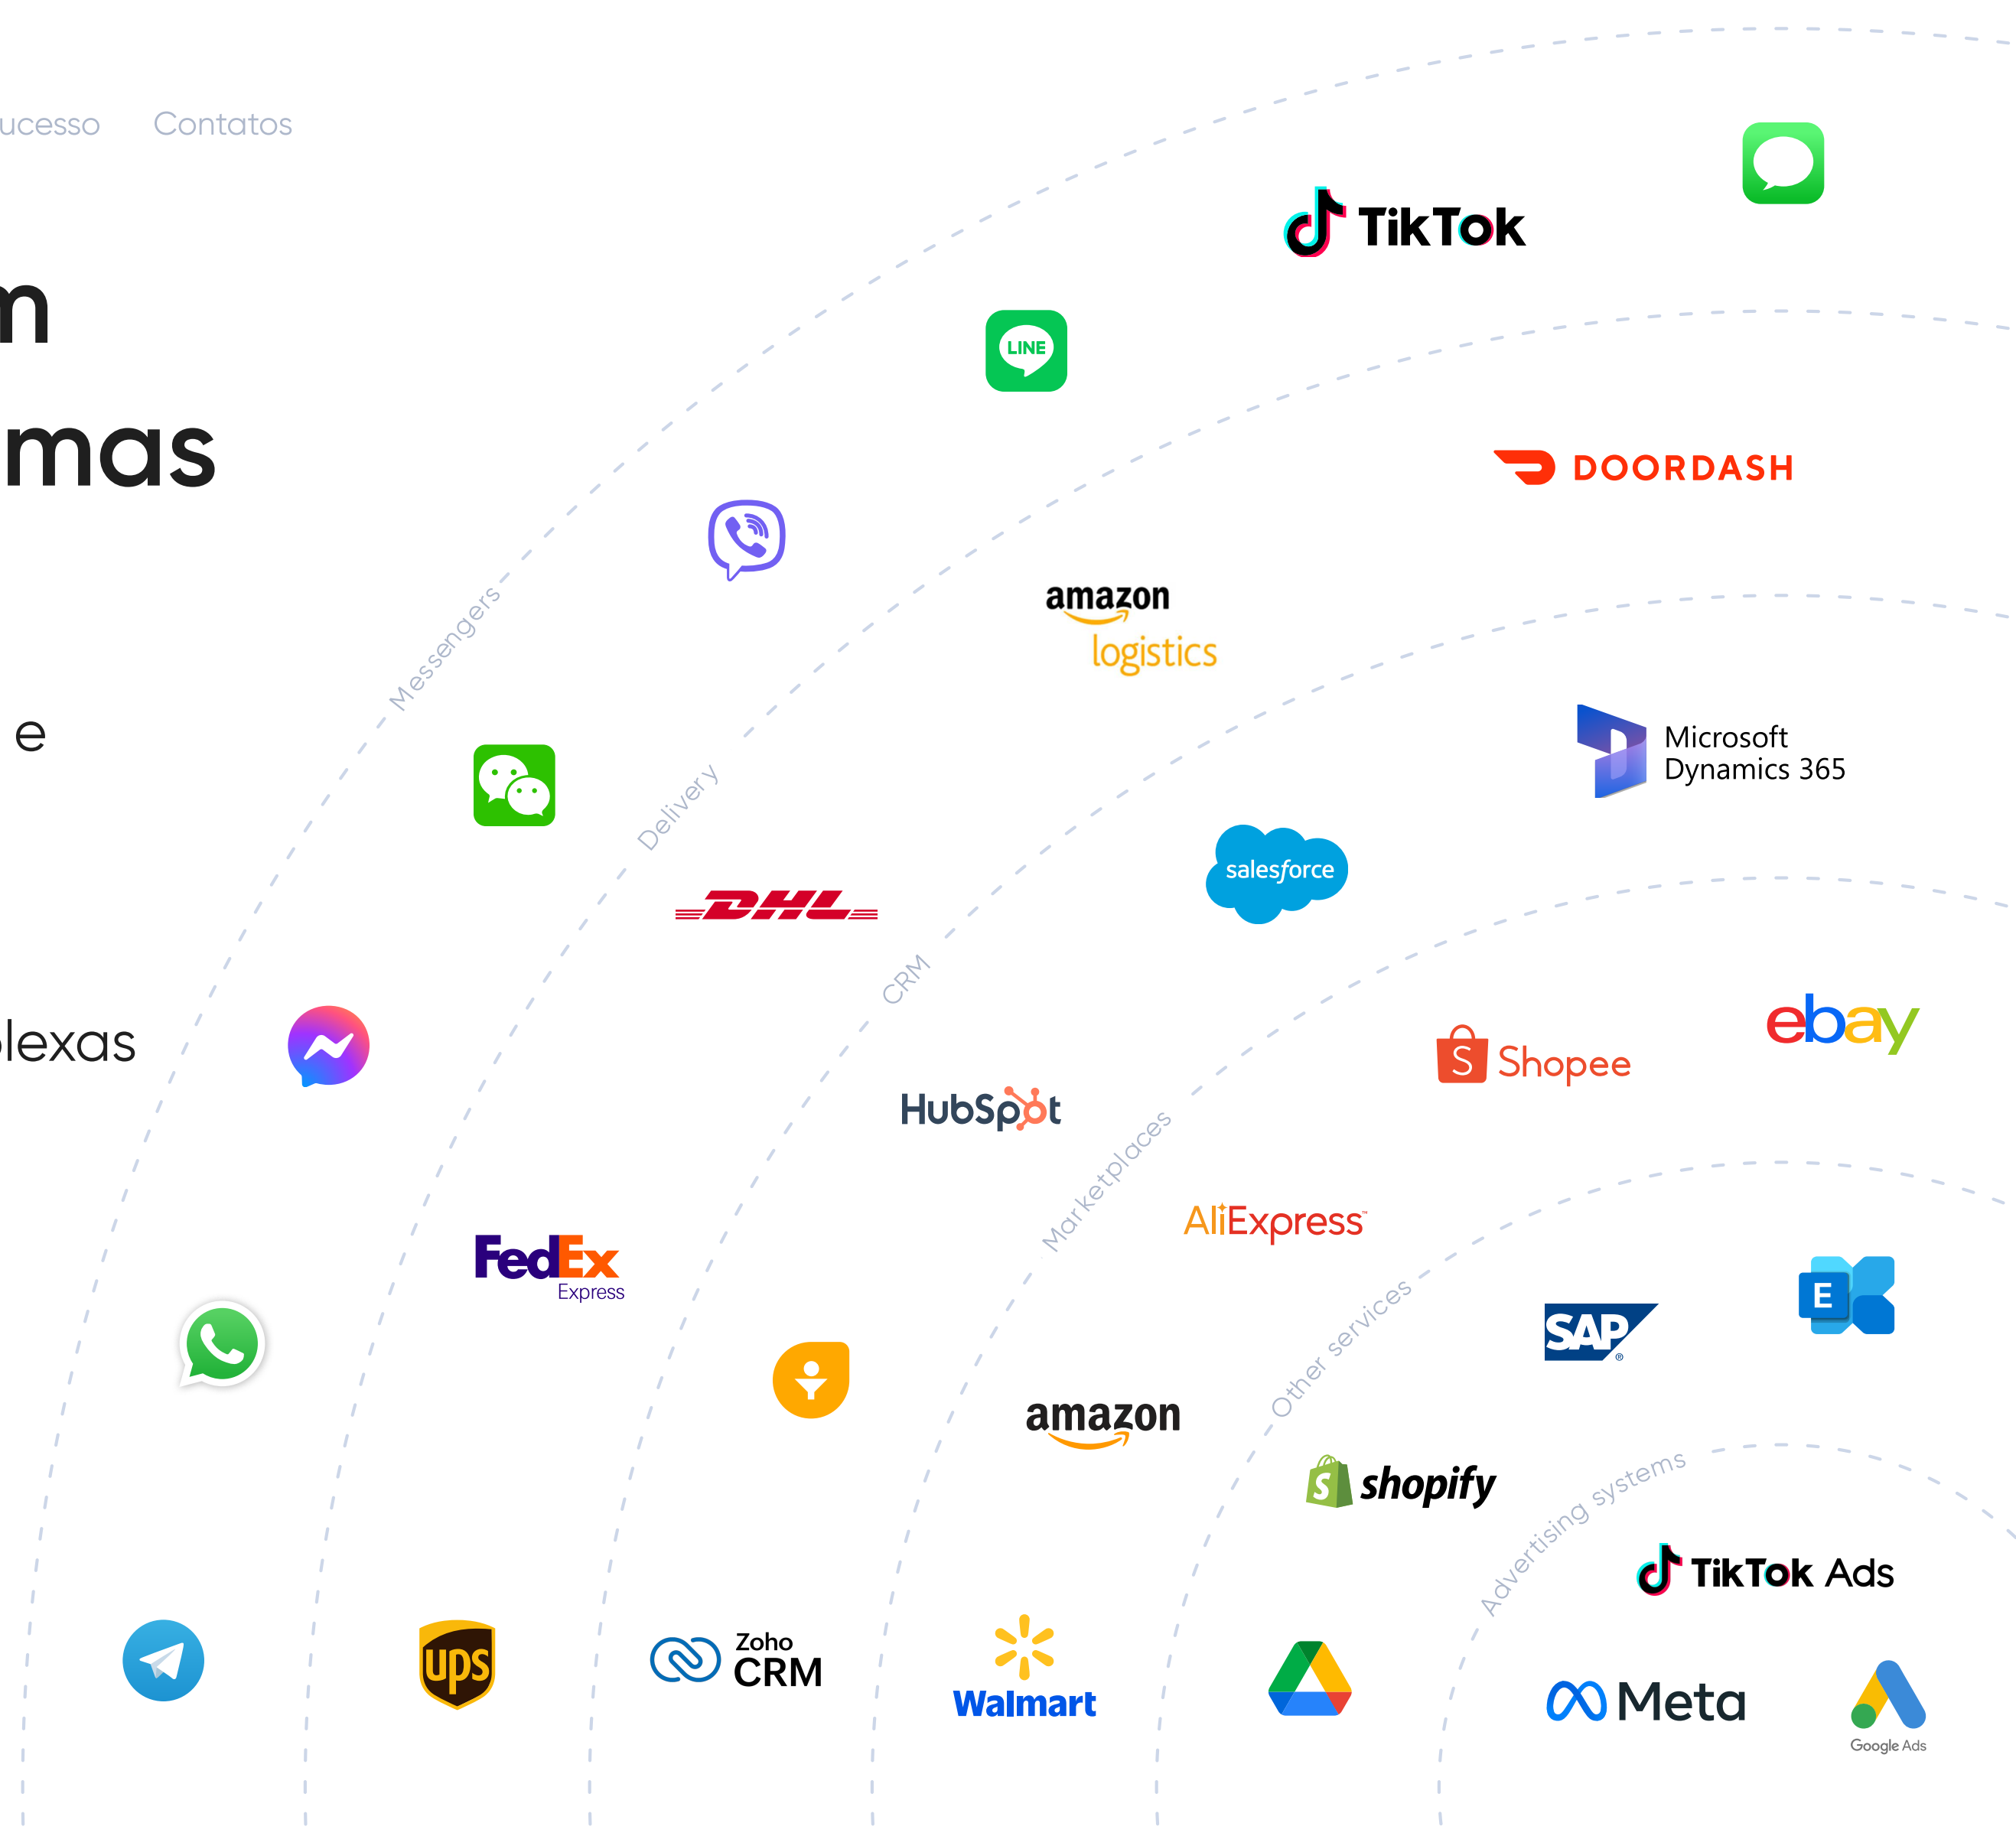 ucesso Contatos
m
mas
e
lexas
TikTok
LINE
DOORDASH
amazon
logistics
Messengers
Microsoft
Dynamics 365
Delivery
salesforce
DHL
CRM
ebay
Shopee
HubSpot
Marketplaces
AliExpress™
FedEx
Express
E
SAP®
Other services
amazon
S shopify
Advertising systems
TikTok Ads
ups
Zoho
CRM
Walmart
Meta
Google Ads